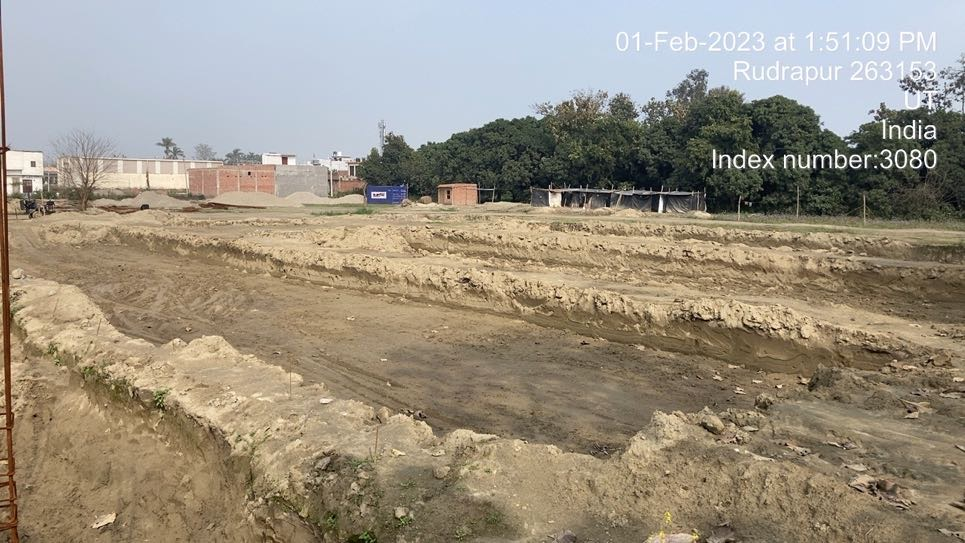 01-Feb-2023 at 1:51:09 PM
Rudrapur 263153
UT
India
Index number:3080